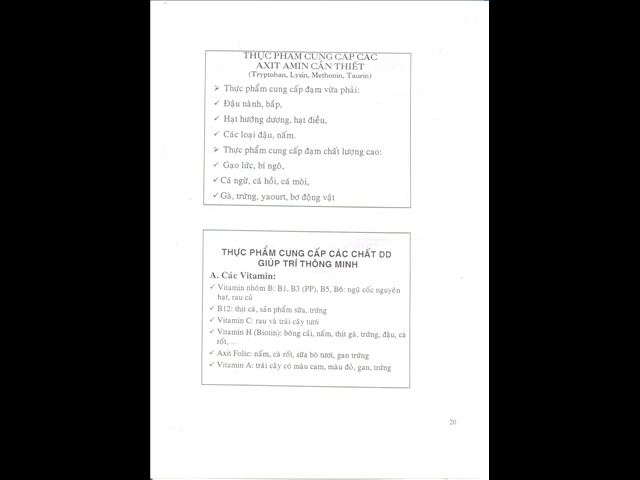 THỰC PHẨM CUNG CẤP CÁC
AXIT AMIN CẦN THIẾT
(Tryptohan, Lysin, Methonin, Taurin)
➢ Thực phẩm cung cấp đạm vừa phải:
✓ Đậu nành, bắp,
✓ Hạt hướng dương, hạt điều,
✓ Các loại đậu, nấm.
➢ Thực phẩm cung cấp đạm chất lượng cao:
✓ Gạo lức, bí ngô,
✓ Cá ngừ, cá hồi, cá mòi,
✓ Gà, trứng, yaourt, bơ động vật
THỰC PHẨM CUNG CẤP CÁC CHẤT DD
GIÚP TRÍ THÔNG MINH
A. Các Vitamin:
✓ Vitamin nhóm B: B1, B3 (PP), B5, B6: ngũ cốc nguyên
hạt, rau củ
✓ B12: thịt cá, sản phẩm sữa, trứng
✓ Vitamin C: rau và trái cây tươi
✓ Vitamin H (Biotin): bông cải, nấm, thịt gà, trứng, đậu, cà
rốt,...
✓ Axit Folic: nấm, cà rốt, sữa bò tươi, gan trứng
✓ Vitamin A: trái cây có màu cam, màu đỏ, gan, trứng
20